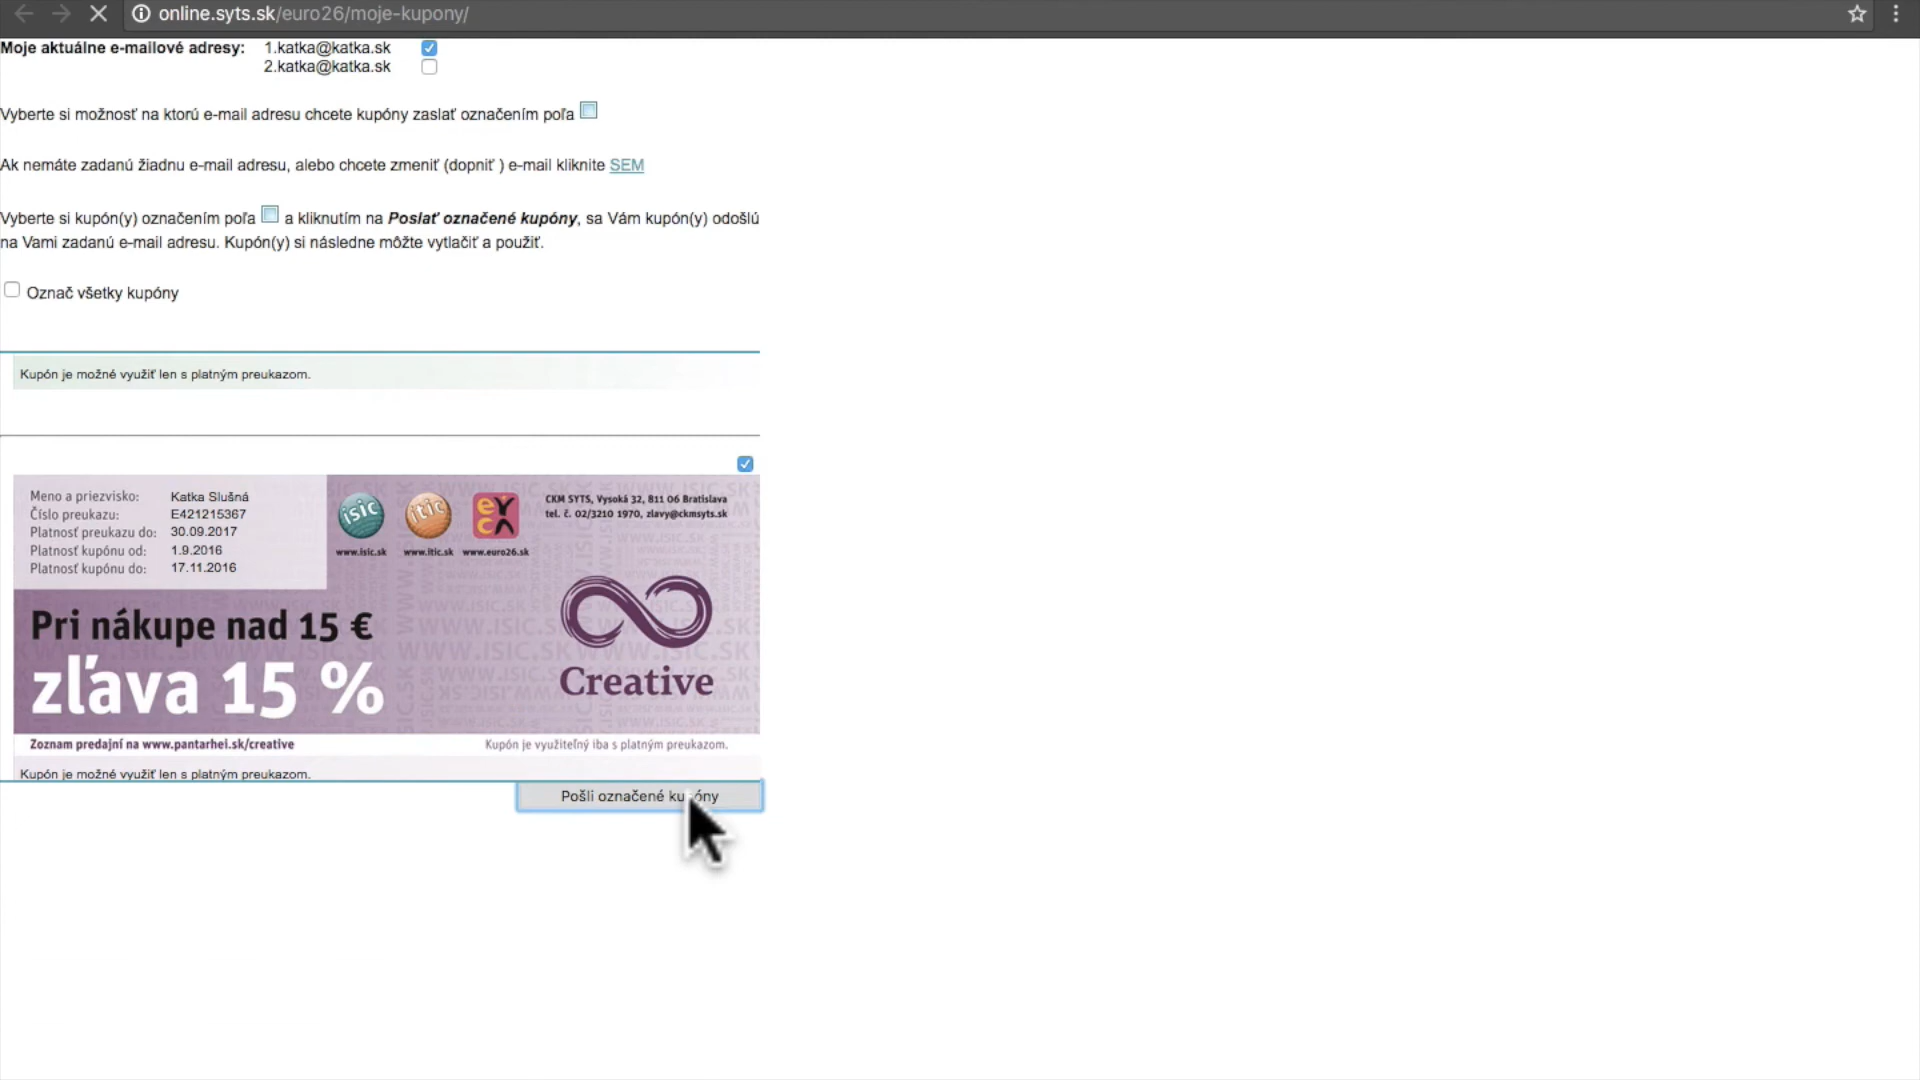 online.syts.sk/euro26/moje-kupony/
Moje aktuálne e-mailové adresy: 1.katka@katka.sk
2.katka@katka.sk
Vyberte si možnosť na ktorú e-mail adresu chcete kupóny zaslať označením poľa
Ak nemáte zadanú žiadnu e-mail adresu, alebo chcete zmeniť (dopniť ) e-mail kliknite SEM
Vyberte si kupón(y) označením poľa a kliknutím na Poslať označené kupóny, sa Vám kupón(y) odošlú
na Vami zadanú e-mail adresu. Kupón(y) si následne môžte vytlačiť a použiť.
Označ všetky kupóny
Kupón je možné využiť len s platným preukazom.
Meno a priezvisko: Katka Slušná
Číslo preukazu: E421215367
Platnosť preukazu do: 30.09.2017
Platnosť kupónu od: 1.9.2016
Platnosť kupónu do: 17.11.2016
isic itic eyca
www.isic.sk www.itic.sk www.euro26.sk
CKM SYTS, Vysoká 32, 811 06 Bratislava
tel. č. 02/3210 1970, zlavy@ckmsyts.sk
Pri nákupe nad 15 €
zľava 15 %
Creative
Zoznam predajní na www.pantarhei.sk/creative
Kupón je využiteľný iba s platným preukazom.
Kupón je možné využiť len s platným preukazom.
Pošli označené kupóny